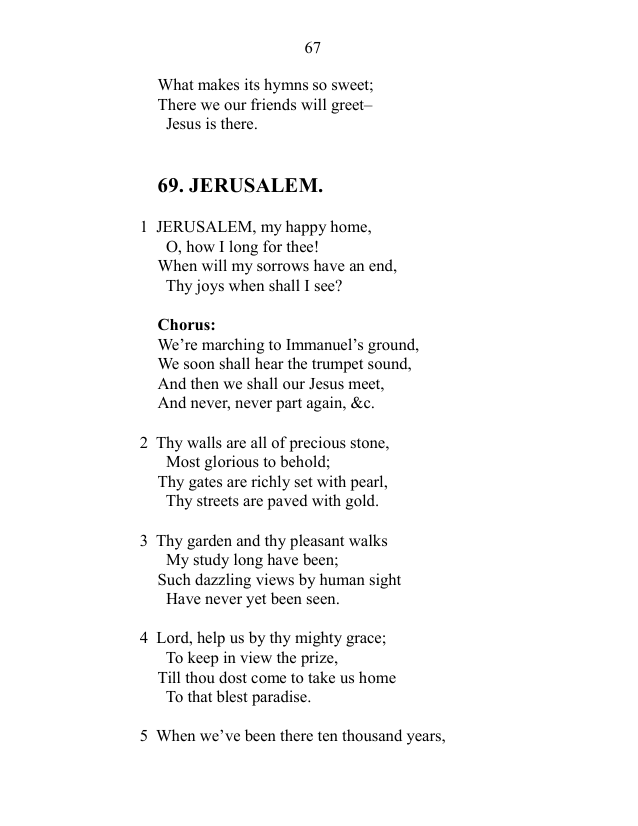 67
What makes its hymns so sweet;
There we our friends will greet–
Jesus is there.
69. JERUSALEM.
1 JERUSALEM, my happy home,
O, how I long for thee!
When will my sorrows have an end,
Thy joys when shall I see?
Chorus:
We’re marching to Immanuel’s ground,
We soon shall hear the trumpet sound,
And then we shall our Jesus meet,
And never, never part again, &c.
2 Thy walls are all of precious stone,
Most glorious to behold;
Thy gates are richly set with pearl,
Thy streets are paved with gold.
3 Thy garden and thy pleasant walks
My study long have been;
Such dazzling views by human sight
Have never yet been seen.
4 Lord, help us by thy mighty grace;
To keep in view the prize,
Till thou dost come to take us home
To that blest paradise.
5 When we’ve been there ten thousand years,